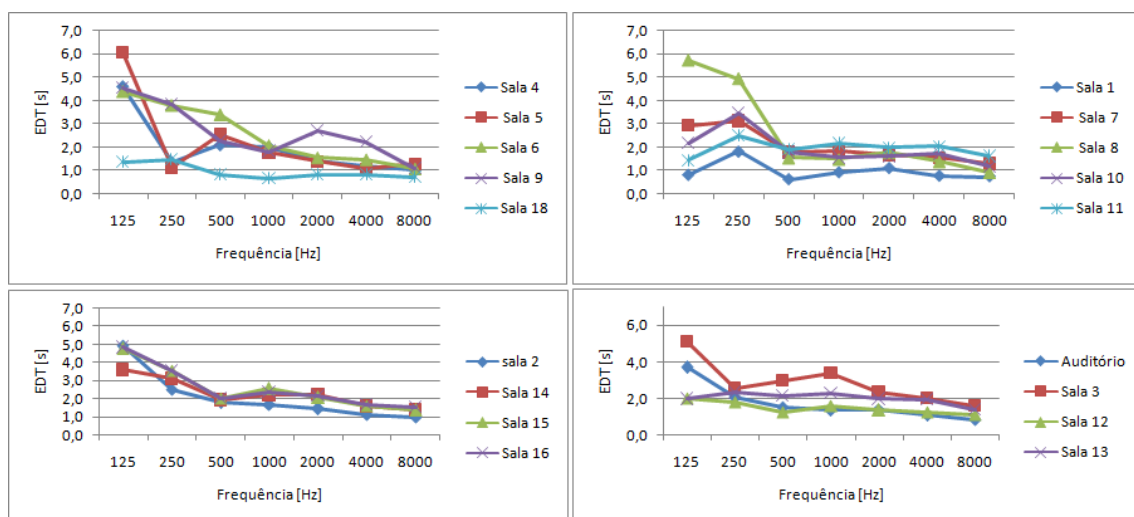 7,0
6,0
5,0
4,0
3,0
2,0
1,0
0,0
EDT [s]
125 250 500 1000 2000 4000 8000
Frequência [Hz]
Sala 4
Sala 5
Sala 6
Sala 9
Sala 18
7,0
6,0
5,0
4,0
3,0
2,0
1,0
0,0
EDT [s]
125 250 500 1000 2000 4000 8000
Frequência [Hz]
Sala 1
Sala 7
Sala 8
Sala 10
Sala 11
7,0
6,0
5,0
4,0
3,0
2,0
1,0
0,0
EDT [s]
125 250 500 1000 2000 4000 8000
Frequência [Hz]
sala 2
Sala 14
Sala 15
Sala 16
6,0
4,0
2,0
0,0
EDT [s]
125 250 500 1000 2000 4000 8000
Frequência [Hz]
Auditório
Sala 3
Sala 12
Sala 13